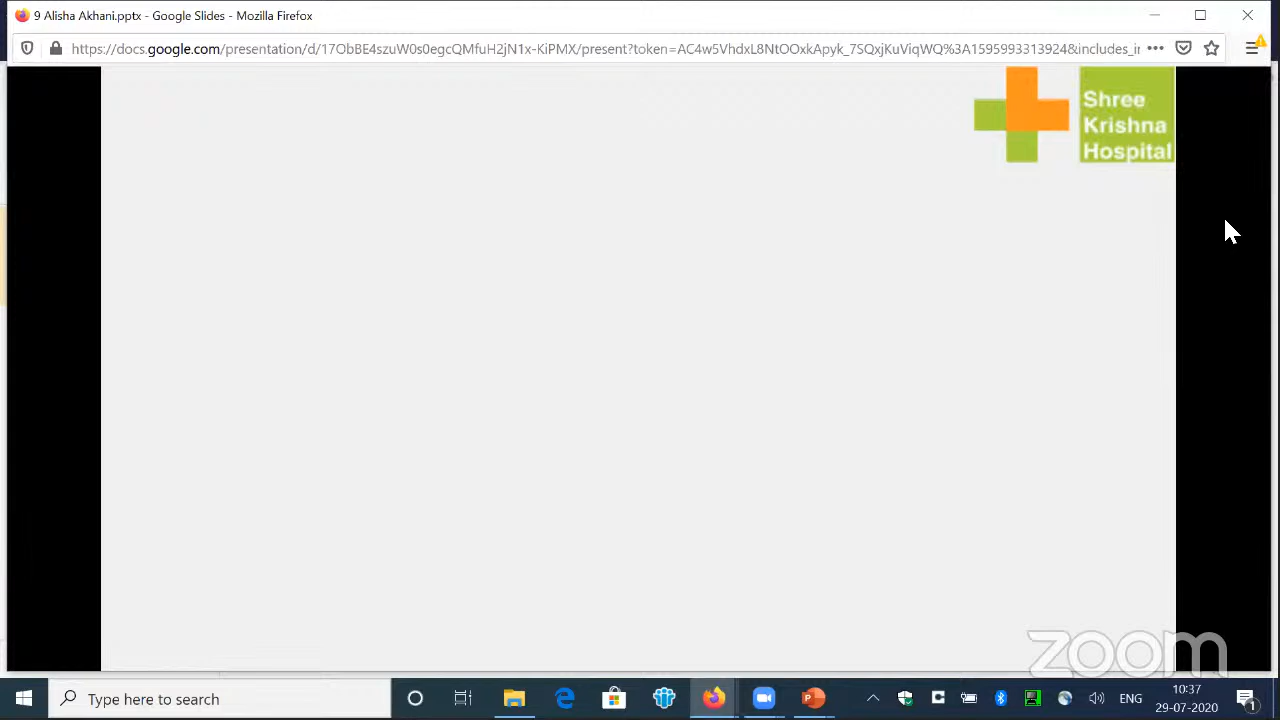 9 Alisha Akhani.pptx - Google Slides - Mozilla Firefox
https://docs.google.com/presentation/d/17ObBE4szuW0s0egcQMfuH2jN1x-KiPMX/present?token=AC4w5VhdxL8NtOOxkApyk_7SQxjKuViqWQ%3A1595993313924&includes_i
Shree
Krishna
Hospital
zoom
Type here to search
ENG
10:37
29-07-2020
1